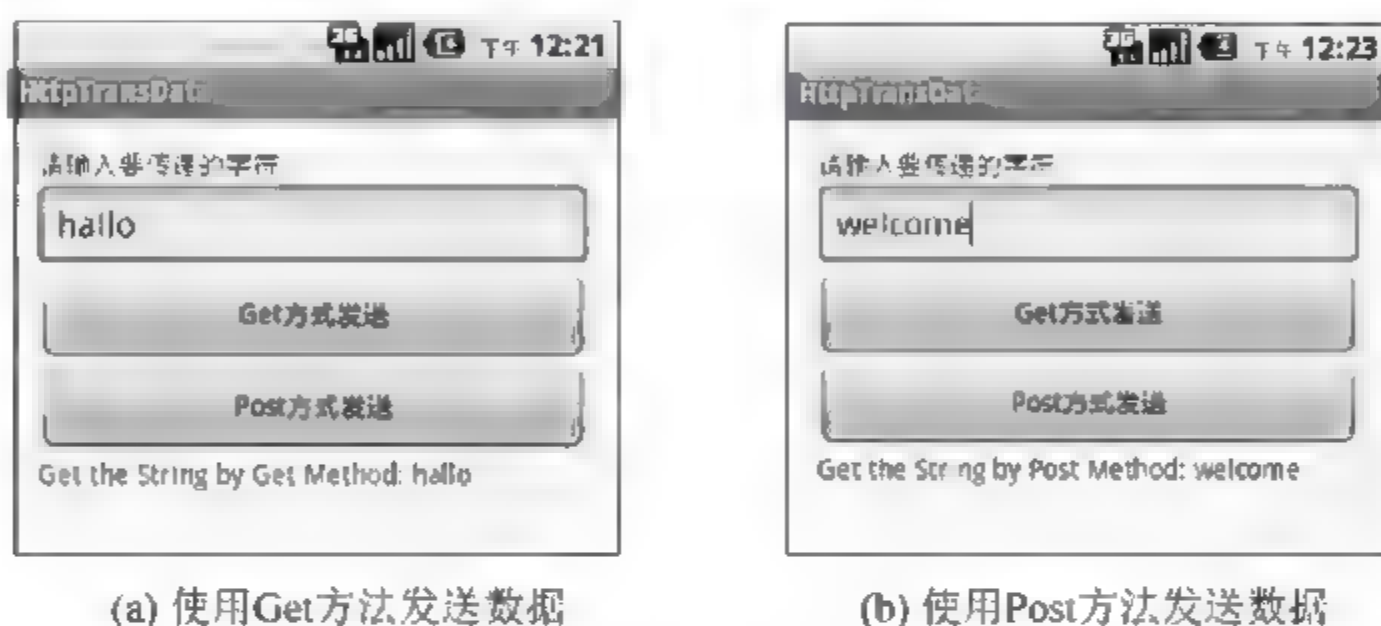 下午 12:21
HttpTransData
请输入要传递的字符
hallo
Get方式发送
Post方式发送
Get the String by Get Method: hallo
(a) 使用Get方法发送数据
下午 12:23
HttpTransData
请输入要传递的字符
welcome
Get方式发送
Post方式发送
Get the String by Post Method: welcome
(b) 使用Post方法发送数据